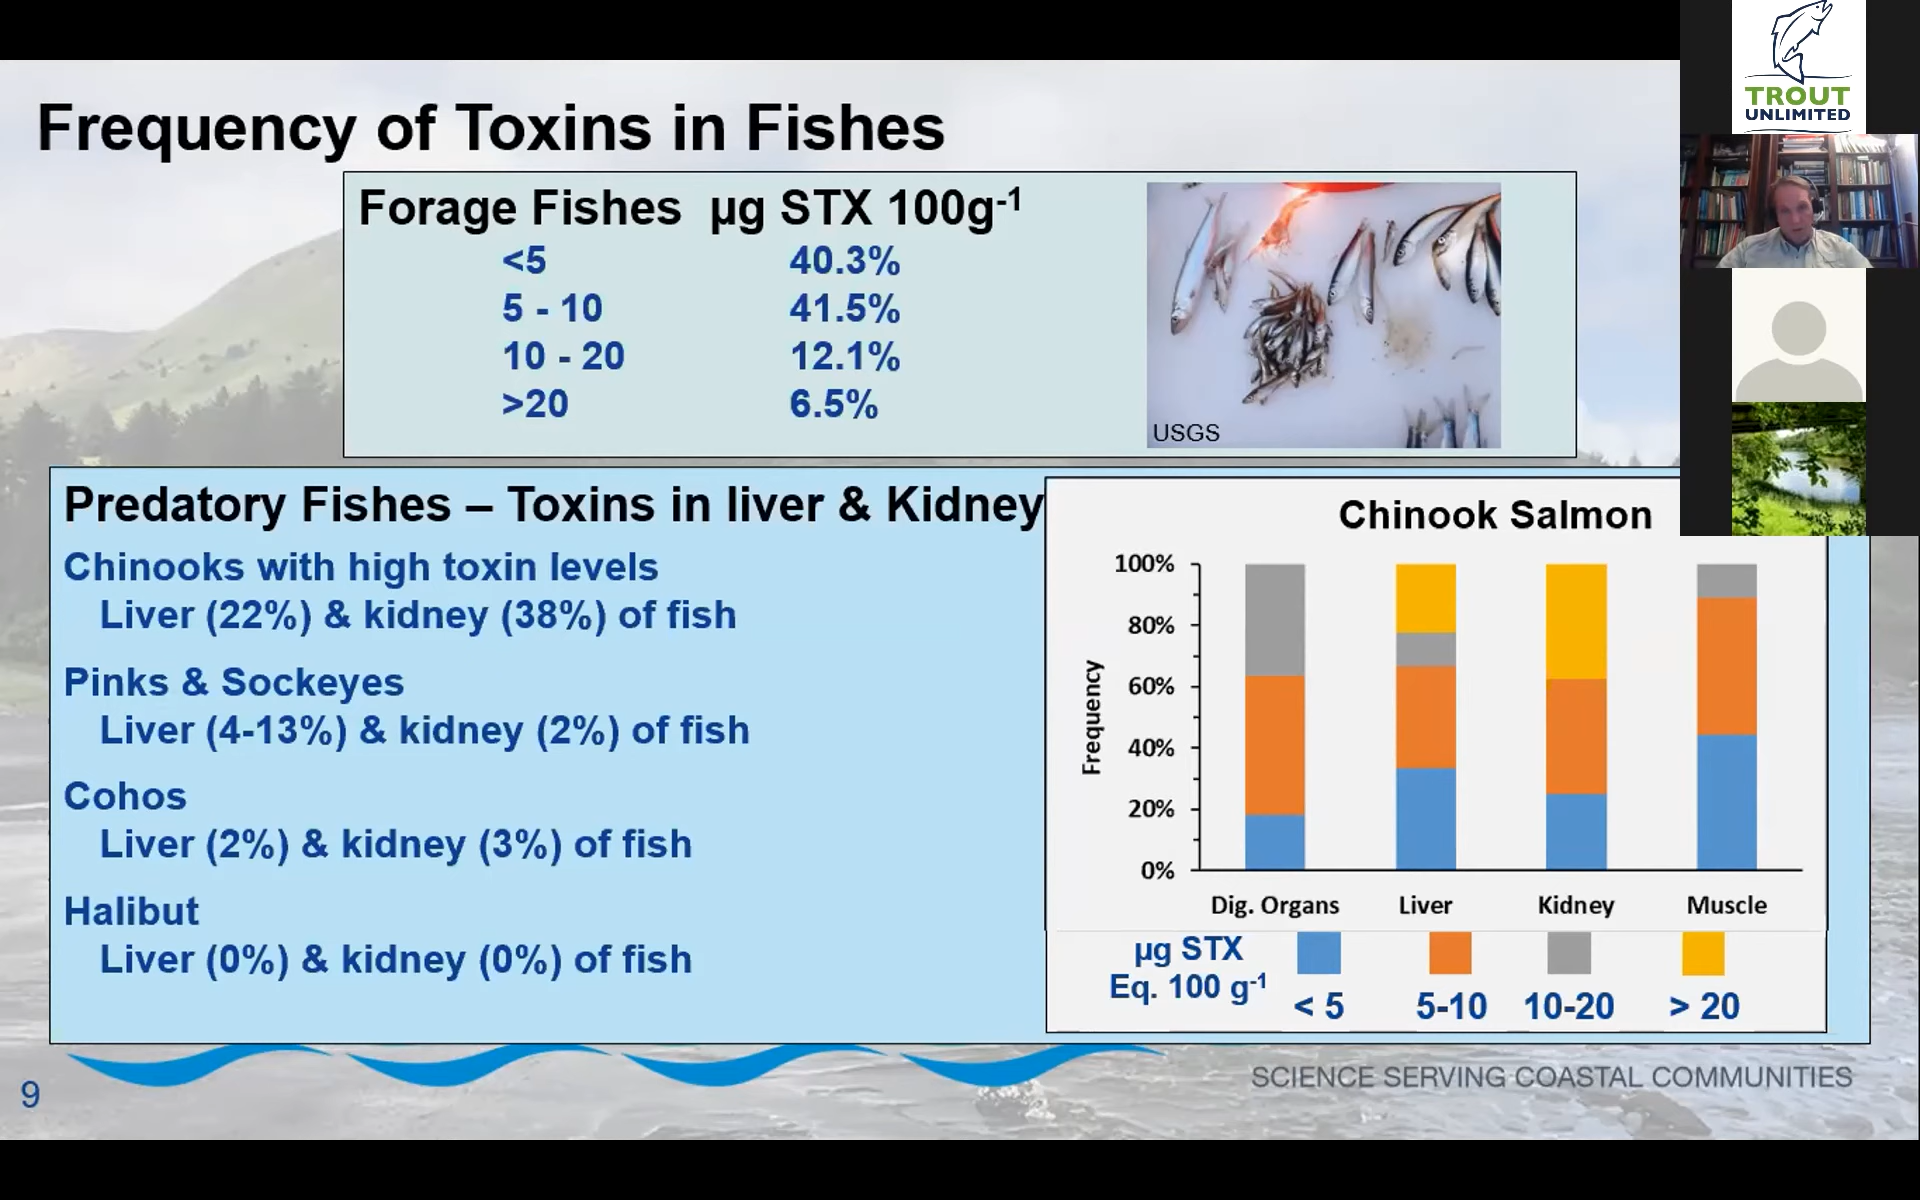 Frequency of Toxins in Fishes
Forage Fishes µg STX 100g-1
<5 40.3%
5 - 10 41.5%
10 - 20 12.1%
>20 6.5%
USGS
Predatory Fishes – Toxins in liver & Kidney
Chinooks with high toxin levels
Liver (22%) & kidney (38%) of fish
Pinks & Sockeyes
Liver (4-13%) & kidney (2%) of fish
Cohos
Liver (2%) & kidney (3%) of fish
Halibut
Liver (0%) & kidney (0%) of fish
Chinook Salmon
Frequency
100%
80%
60%
40%
20%
0%
Dig. Organs Liver Kidney Muscle
µg STX
Eq. 100 g-1
< 5 5-10 10-20 > 20
SCIENCE SERVING COASTAL COMMUNITIES
9
TROUT
UNLIMITED